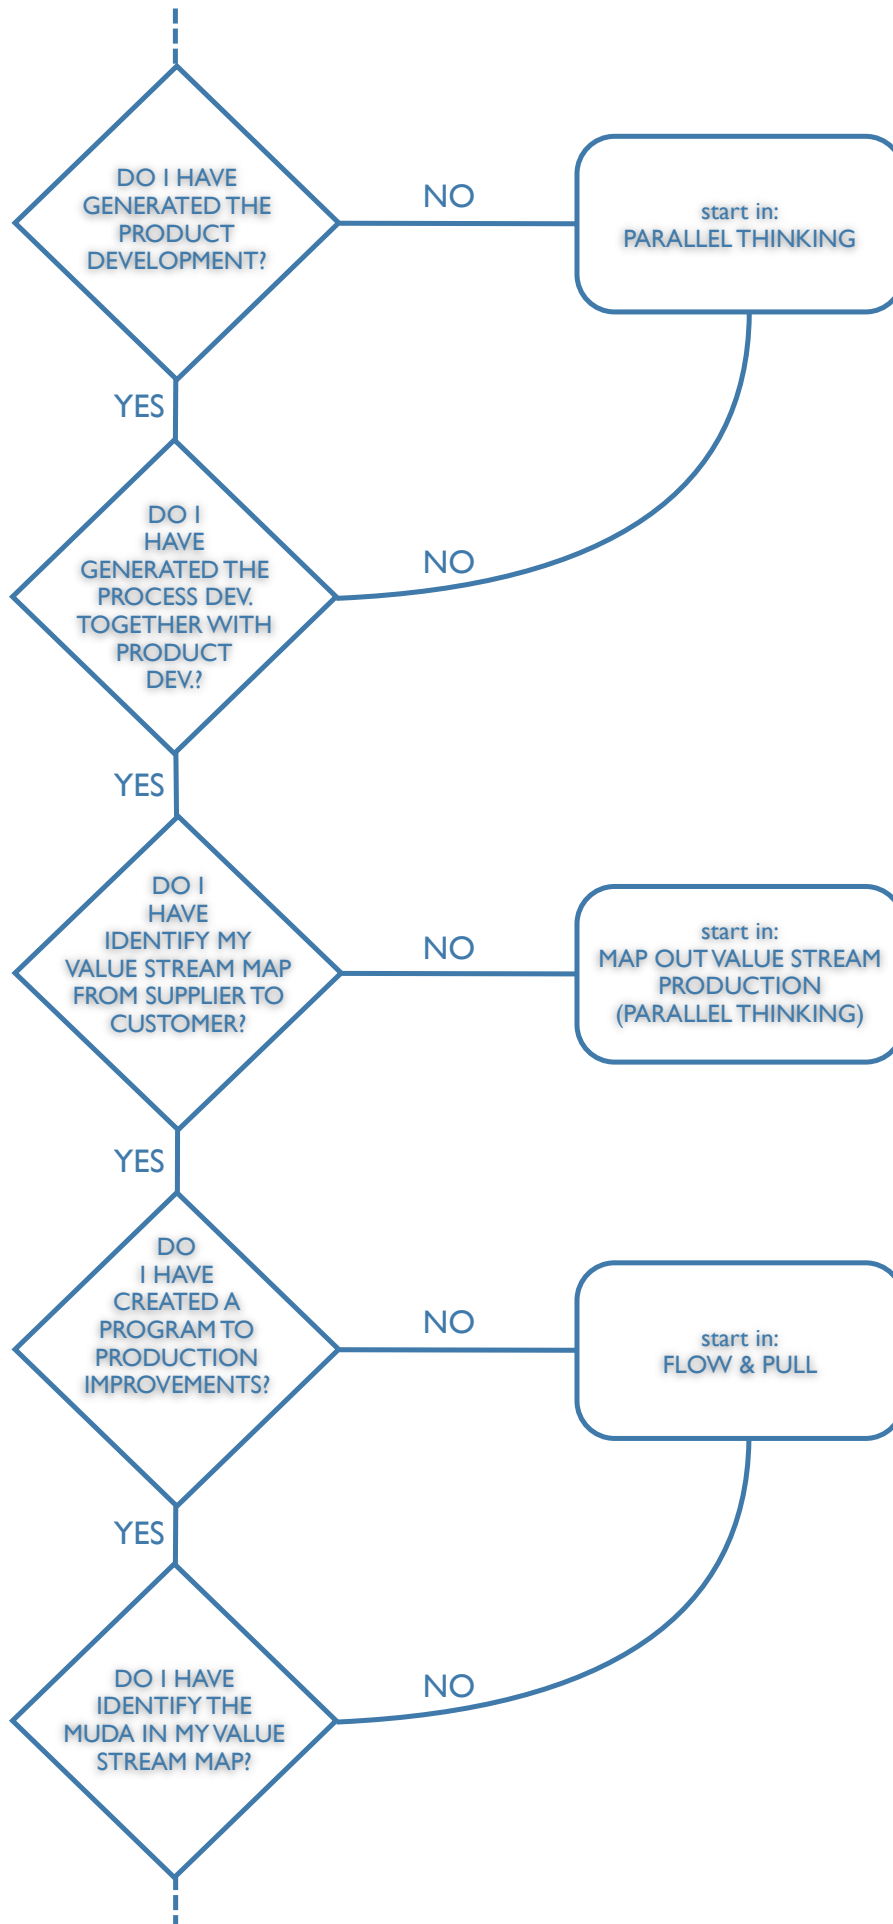 DO I HAVE
GENERATED THE
PRODUCT
DEVELOPMENT?
NO
start in:
PARALLEL THINKING
YES
DO I
HAVE
GENERATED THE
PROCESS DEV.
TOGETHER WITH
PRODUCT
DEV.?
NO
YES
DO I
HAVE
IDENTIFY MY
VALUE STREAM MAP
FROM SUPPLIER TO
CUSTOMER?
NO
start in:
MAP OUT VALUE STREAM
PRODUCTION
(PARALLEL THINKING)
YES
DO
I HAVE
CREATED A
PROGRAM TO
PRODUCTION
IMPROVEMENTS?
NO
start in:
FLOW & PULL
YES
DO I HAVE
IDENTIFY THE
MUDA IN MY VALUE
STREAM MAP?
NO